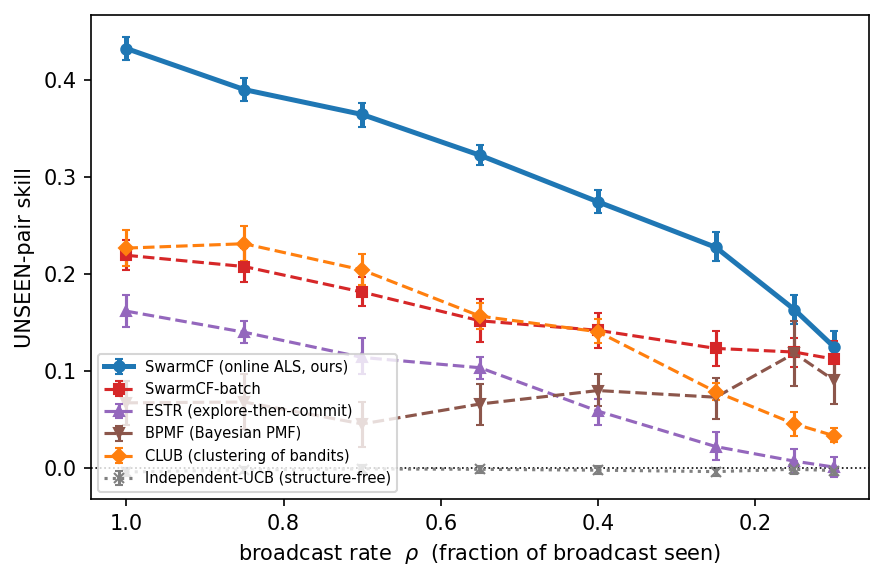 0.4
0.3
0.2
0.1
0.0
UNSEEN-pair skill
SwarmCF (online ALS, ours)
SwarmCF-batch
ESTR (explore-then-commit)
BPMF (Bayesian PMF)
CLUB (clustering of bandits)
Independent-UCB (structure-free)
1.0 0.8 0.6 0.4 0.2
broadcast rate ρ (fraction of broadcast seen)